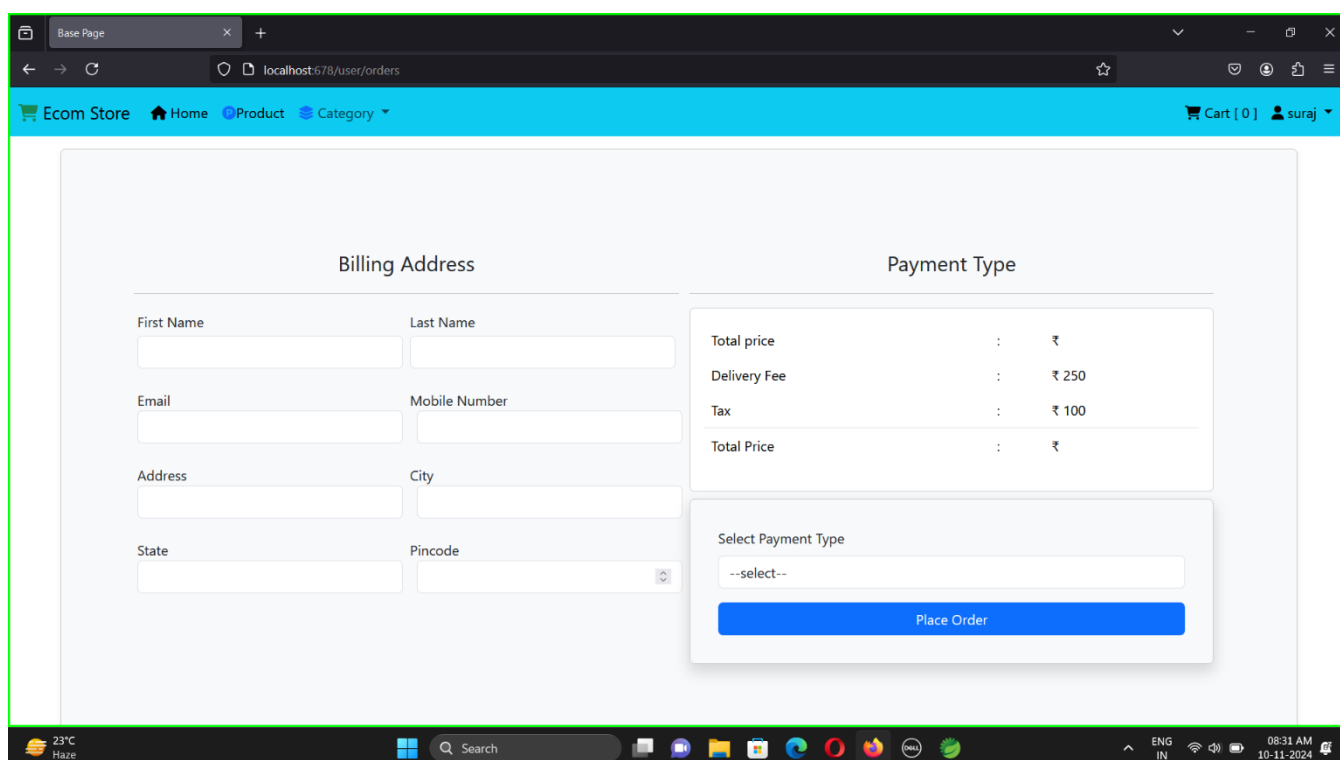 Base Page
localhost:678/user/orders
Ecom Store Home Product Category Cart [ 0 ] suraj
Billing Address
First Name Last Name
Email Mobile Number
Address City
State Pincode
Payment Type
Total price : ₹
Delivery Fee : ₹ 250
Tax : ₹ 100
Total Price : ₹
Select Payment Type
--select--
Place Order
23°C
Haze
Search
DELL
ENG
IN
08:31 AM
10-11-2024